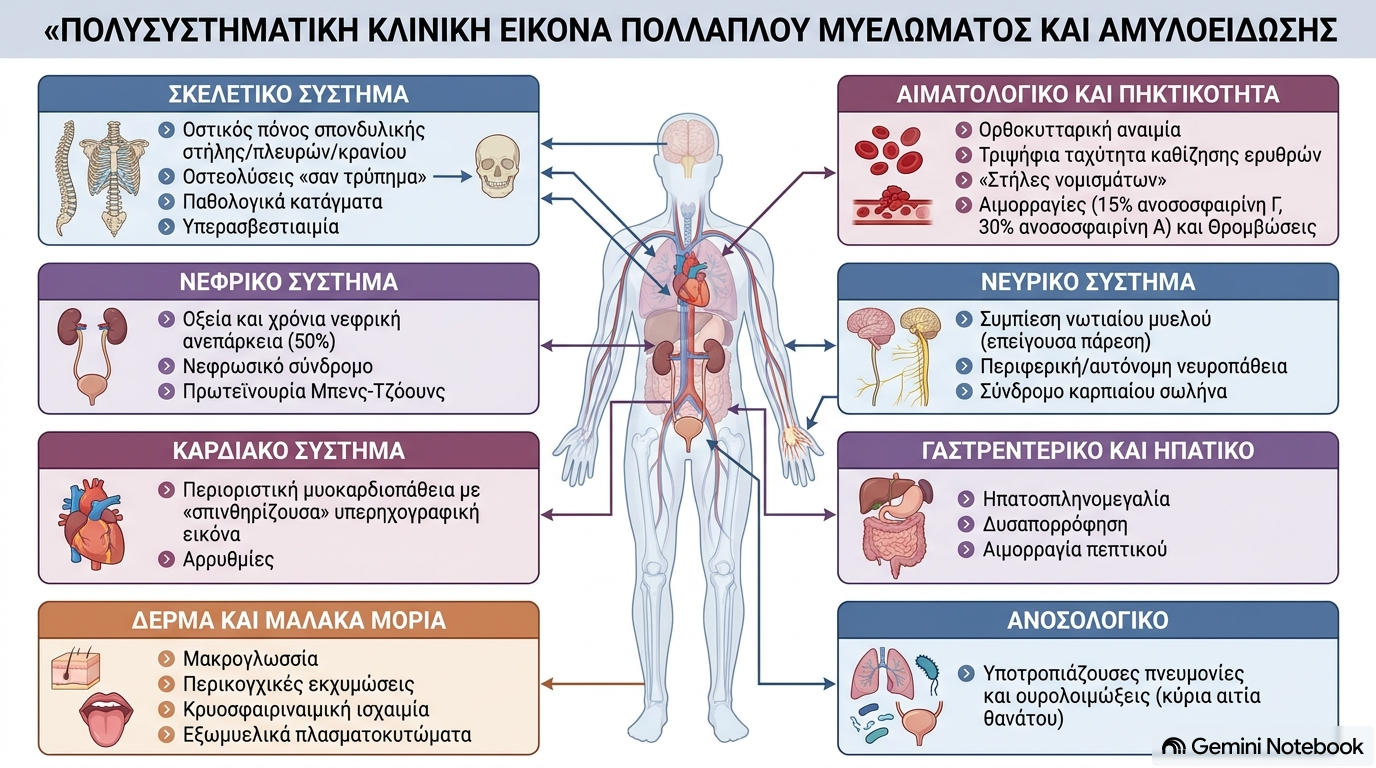 «ΠΟΛΥΣΥΣΤΗΜΑΤΙΚΗ ΚΛΙΝΙΚΗ ΕΙΚΟΝΑ ΠΟΛΛΑΠΛΟΥ ΜΥΕΛΩΜΑΤΟΣ ΚΑΙ ΑΜΥΛΟΕΙΔΩΣΗΣ
ΣΚΕΛΕΤΙΚΟ ΣΥΣΤΗΜΑ
Οστικός πόνος σπονδυλικής
στήλης/πλευρών/κρανίου
Οστεολύσεις «σαν τρύπημα»
Παθολογικά κατάγματα
Υπερασβεστιαιμία
ΝΕΦΡΙΚΟ ΣΥΣΤΗΜΑ
Οξεία και χρόνια νεφρική
ανεπάρκεια (50%)
Νεφρωσικό σύνδρομο
Πρωτεϊνουρία Μπενς-Τζόουνς
ΚΑΡΔΙΑΚΟ ΣΥΣΤΗΜΑ
Περιοριστική μυοκαρδιοπάθεια με
«σπινθηρίζουσα» υπερηχογραφική
εικόνα
Αρρυθμίες
ΔΕΡΜΑ ΚΑΙ ΜΑΛΑΚΑ ΜΟΡΙΑ
Μακρογλωσσία
Περικογχικές εκχυμώσεις
Κρυοσφαιριναιμική ισχαιμία
Εξωμυελικά πλασματοκυτώματα
ΑΙΜΑΤΟΛΟΓΙΚΟ ΚΑΙ ΠΗΚΤΙΚΟΤΗΤΑ
Ορθοκυτταρική αναιμία
Τριψήφια ταχύτητα καθίζησης ερυθρών
«Στήλες νομισμάτων»
Αιμορραγίες (15% ανοσοσφαιρίνη Γ,
30% ανοσοσφαιρίνη Α) και Θρομβώσεις
ΝΕΥΡΙΚΟ ΣΥΣΤΗΜΑ
Συμπίεση νωτιαίου μυελού
(επείγουσα πάρεση)
Περιφερική/αυτόνομη νευροπάθεια
Σύνδρομο καρπιαίου σωλήνα
ΓΑΣΤΡΕΝΤΕΡΙΚΟ ΚΑΙ ΗΠΑΤΙΚΟ
Ηπατοσπληνομεγαλία
Δυσαπορρόφηση
Αιμορραγία πεπτικού
ΑΝΟΣΟΛΟΓΙΚΟ
Υποτροπιάζουσες πνευμονίες
και ουρολοιμώξεις (κύρια αιτία
θανάτου)
Gemini Notebook